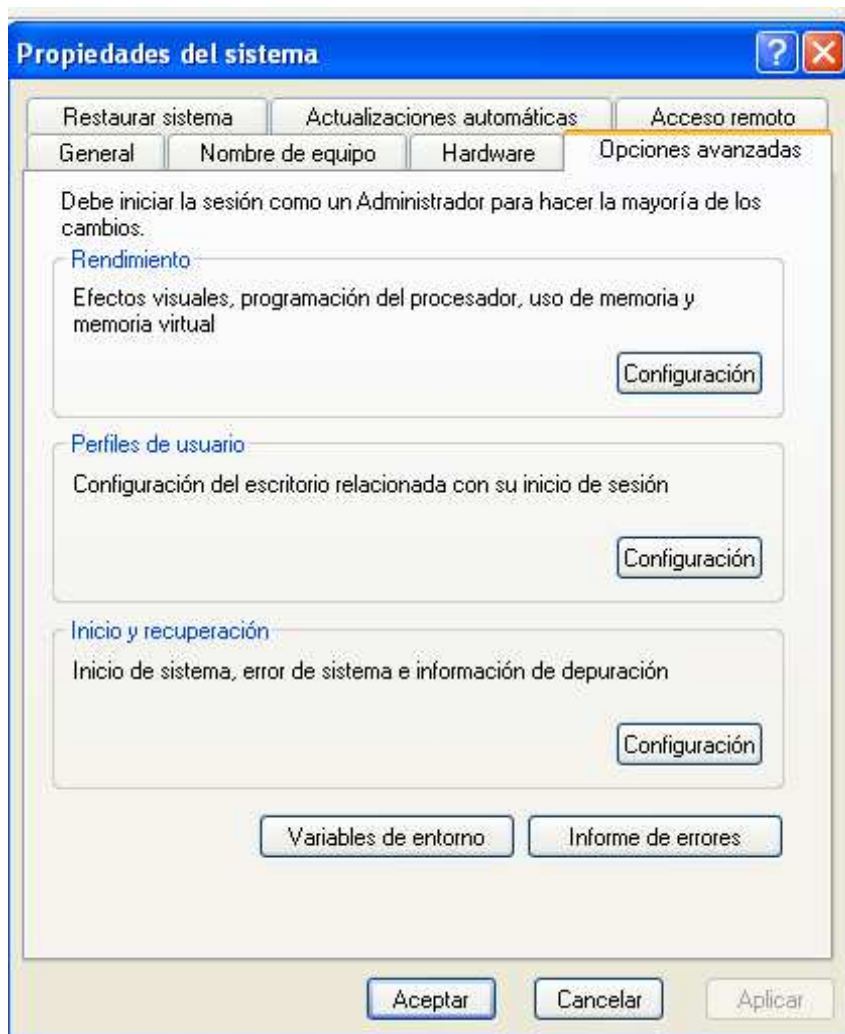 Propiedades del sistema
Restaurar sistema
Actualizaciones automáticas
Acceso remoto
General
Nombre de equipo
Hardware
Opciones avanzadas
Debe iniciar la sesión como un Administrador para hacer la mayoría de los
cambios.
Rendimiento
Efectos visuales, programación del procesador, uso de memoria y
memoria virtual
Configuración
Perfiles de usuario
Configuración del escritorio relacionada con su inicio de sesión
Configuración
Inicio y recuperación
Inicio de sistema, error de sistema e información de depuración
Configuración
Variables de entorno
Informe de errores
Aceptar
Cancelar
Aplicar